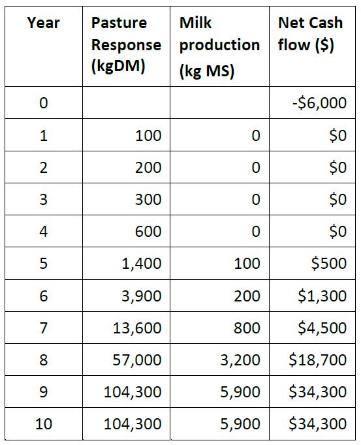 Year Pasture Response (kgDM) Milk production (kg MS) Net Cash flow ($)
0 -$6,000
1 100 0 $0
2 200 0 $0
3 300 0 $0
4 600 0 $0
5 1,400 100 $500
6 3,900 200 $1,300
7 13,600 800 $4,500
8 57,000 3,200 $18,700
9 104,300 5,900 $34,300
10 104,300 5,900 $34,300